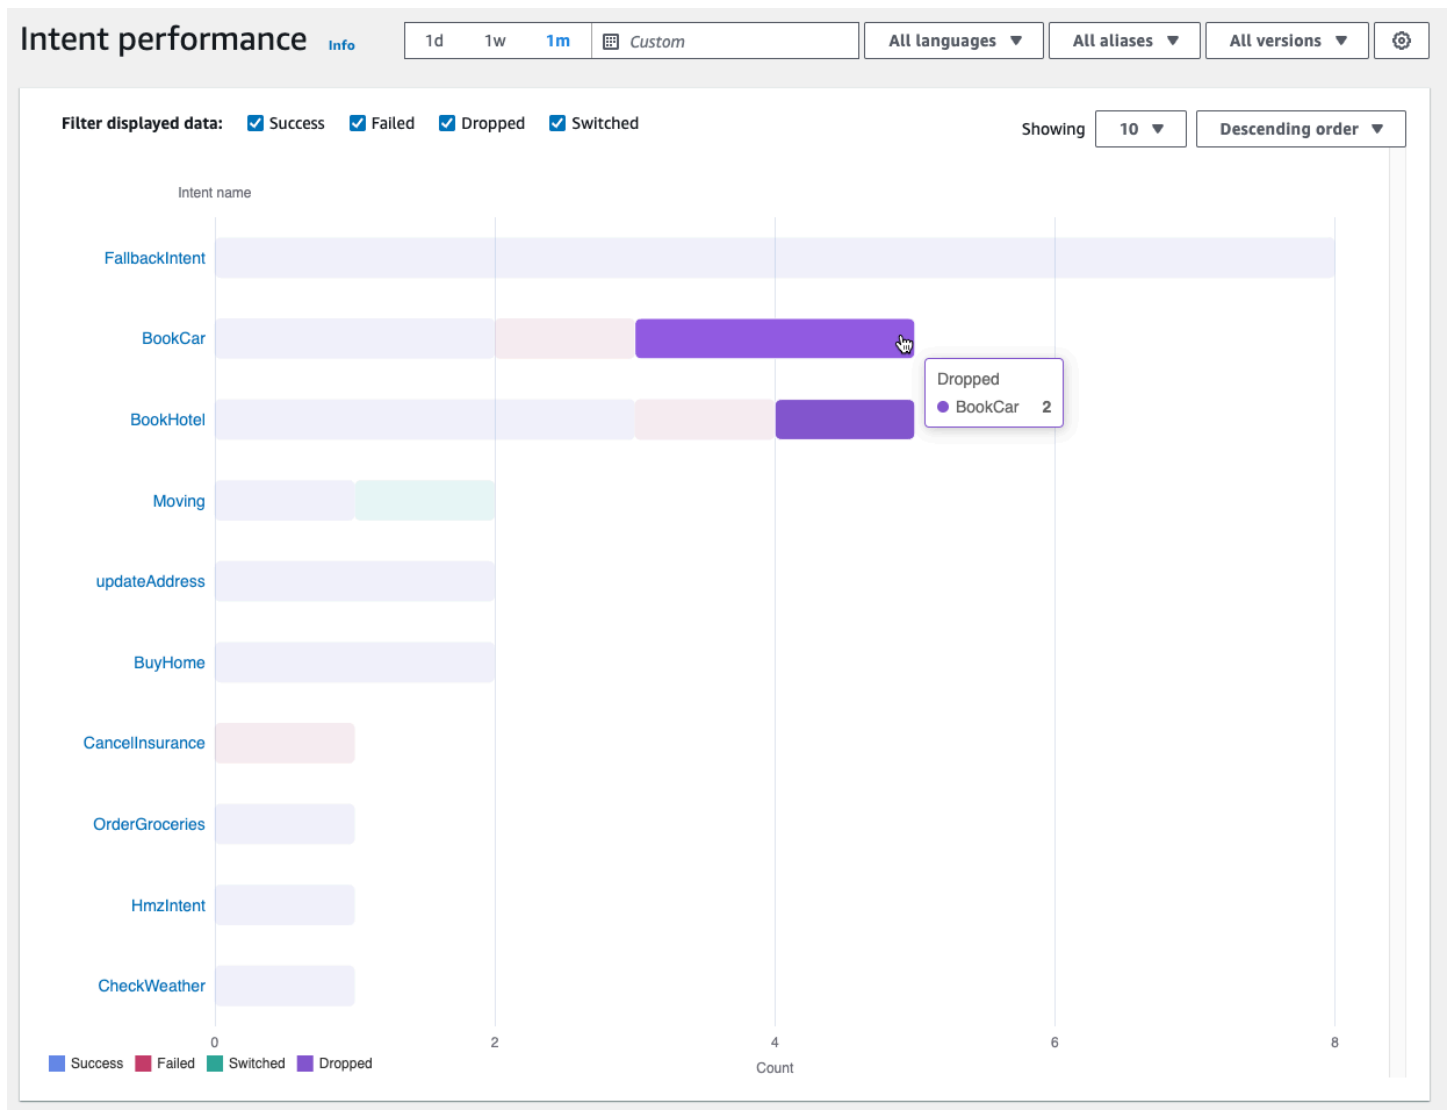 Intent performance Info 1d 1w 1m Custom All languages All aliases All versions
Filter displayed data: Success Failed Dropped Switched
Showing 10 Descending order
Intent name
FallbackIntent
BookCar
Dropped
BookCar 2
BookHotel
Moving
updateAddress
BuyHome
CancelInsurance
OrderGroceries
HmzIntent
CheckWeather
0 2 4 6 8
Success Failed Switched Dropped
Count